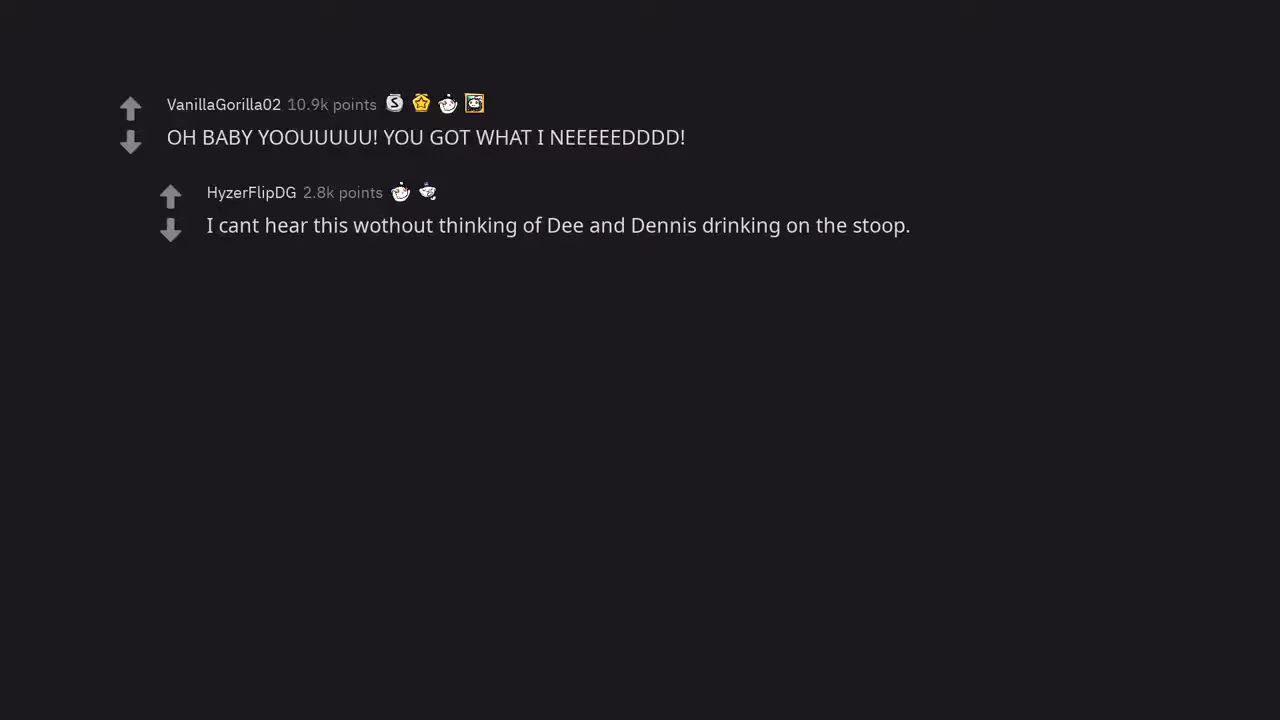 VanillaGorilla02 10.9k points
OH BABY YOOUUUUU! YOU GOT WHAT I NEEEEEDDDD!
HyzerFlipDG 2.8k points
I cant hear this wothout thinking of Dee and Dennis drinking on the stoop.